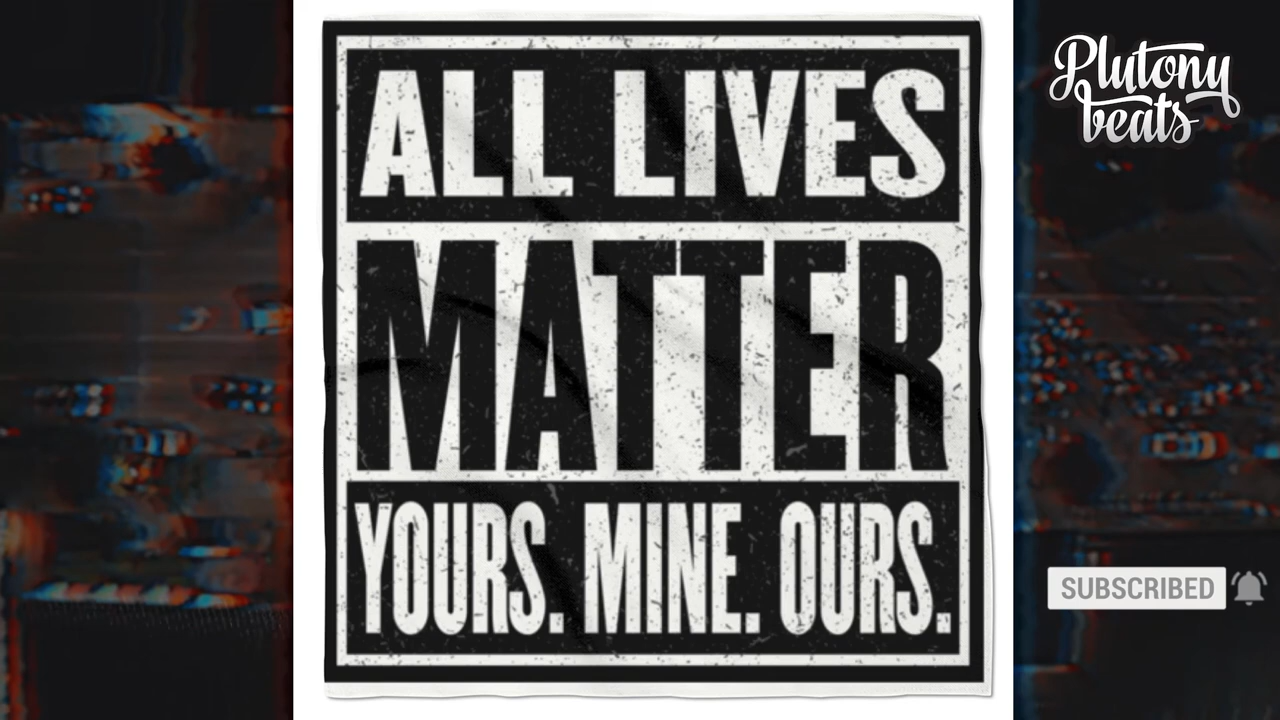 ALL LIVES
MATTER
YOURS. MINE. OURS.
Plutony
beats
SUBSCRIBED